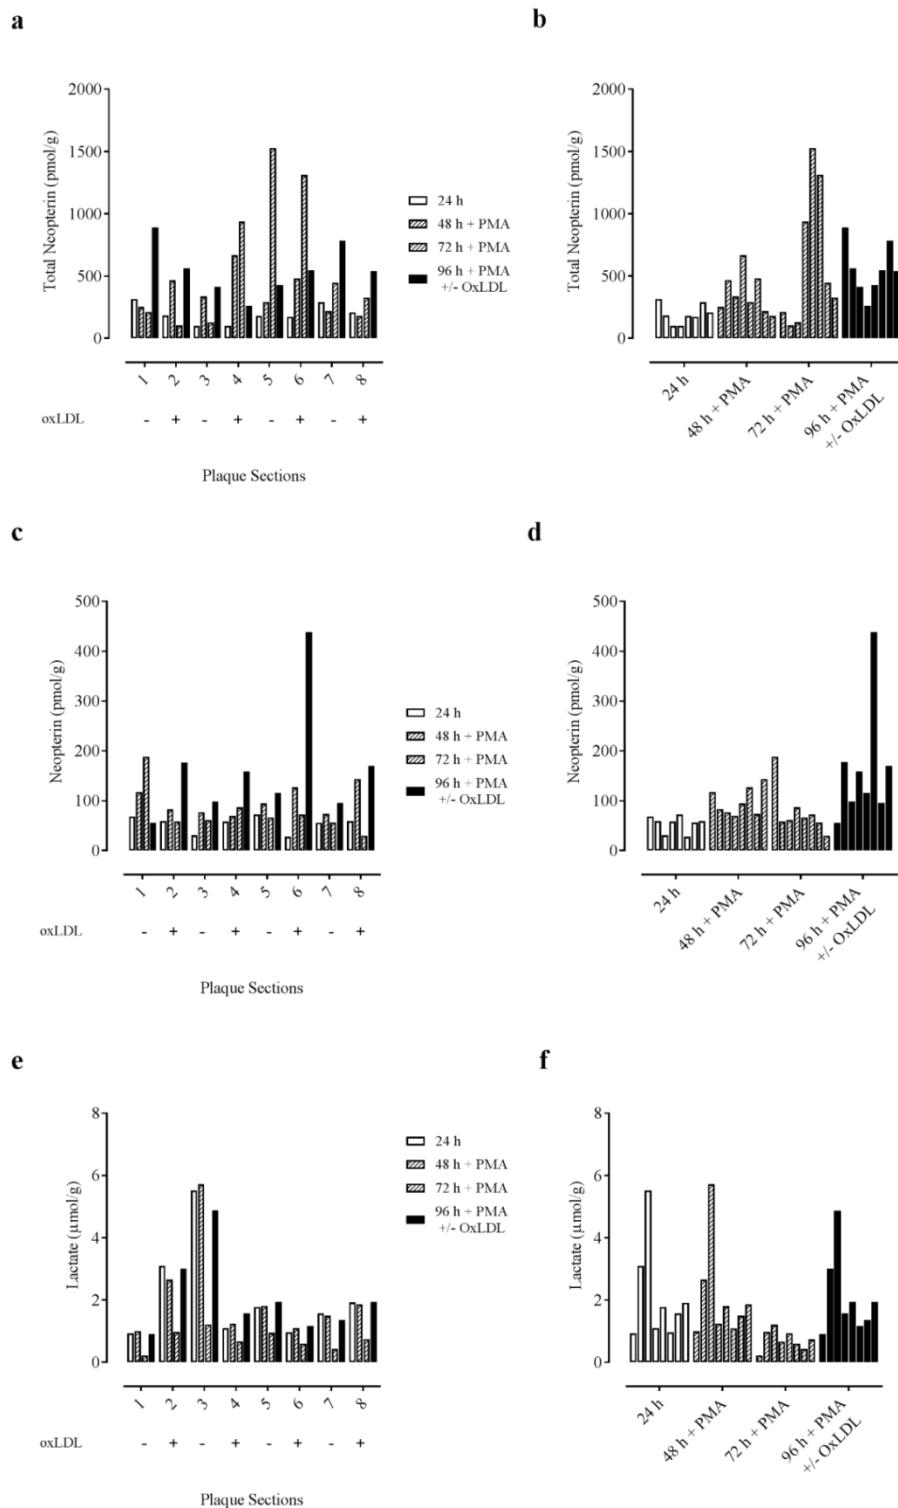 a
b
Total Neopterin (pmol/g)
2000
1500
1000
500
0
1 2 3 4 5 6 7 8
oxLDL - + - + - + - +
Plaque Sections
24 h
48 h + PMA
72 h + PMA
96 h + PMA
+/- OxLDL
Total Neopterin (pmol/g)
2000
1500
1000
500
0
24 h
48 h + PMA
72 h + PMA
96 h + PMA
+/- OxLDL
c
d
Neopterin (pmol/g)
500
400
300
200
100
0
1 2 3 4 5 6 7 8
oxLDL - + - + - + - +
Plaque Sections
24 h
48 h + PMA
72 h + PMA
96 h + PMA
+/- OxLDL
Neopterin (pmol/g)
500
400
300
200
100
0
24 h
48 h + PMA
72 h + PMA
96 h + PMA
+/- OxLDL
e
f
Lactate (µmol/g)
8
6
4
2
0
1 2 3 4 5 6 7 8
oxLDL - + - + - + - +
Plaque Sections
24 h
48 h + PMA
72 h + PMA
96 h + PMA
+/- OxLDL
Lactate (µmol/g)
8
6
4
2
0
24 h
48 h + PMA
72 h + PMA
96 h + PMA
+/- OxLDL